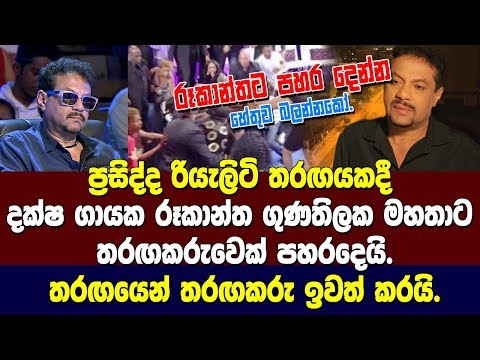 රූකාන්තට පහර දෙන්න
හේතුව බලන්නකෝ.
ප්‍රසිද්ද රියැලිටි තරඟයකදී
දක්ෂ ගායක රූකාන්ත ගුණතිලක මහතාට
තරඟකරුවෙක් පහරදෙයි.
තරඟයෙන් තරඟකරු ඉවත් කරයි.